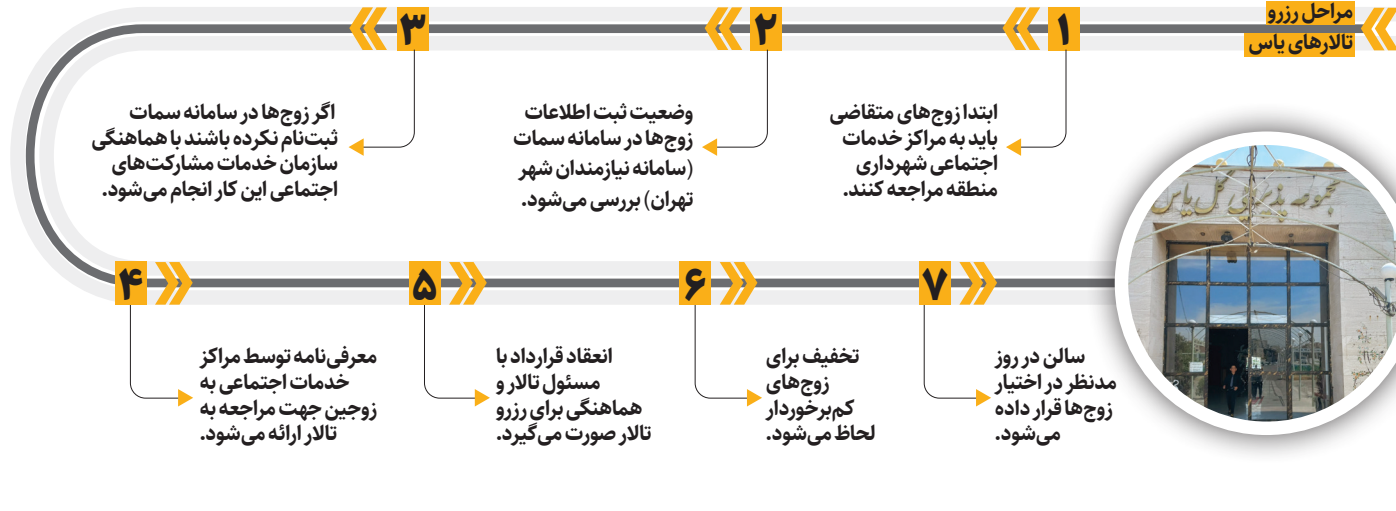 مراحل رزرو
تالارهای یاس
۱
ابتدا زوج‌های متقاضی
باید به مراکز خدمات
اجتماعی شهرداری
منطقه مراجعه کنند.
۲
وضعیت ثبت اطلاعات
زوج‌ها در سامانه سمات
(سامانه نیازمندان شهر
تهران) بررسی می‌شود.
۳
اگر زوج‌ها در سامانه سمات
ثبت‌نام نکرده باشند با هماهنگی
سازمان خدمات مشارکت‌های
اجتماعی این کار انجام می‌شود.
۴
معرفی‌نامه توسط مراکز
خدمات اجتماعی به
زوجین جهت مراجعه به
تالار ارائه می‌شود.
۵
انعقاد قرارداد با
مسئول تالار و
هماهنگی برای رزرو
تالار صورت می‌گیرد.
۶
تخفیف برای
زوج‌های
کم‌برخوردار
لحاظ می‌شود.
۷
سالن در روز
مدنظر در اختیار
زوج‌ها قرار داده
می‌شود.
مجموعه پذیرایی گل یاس